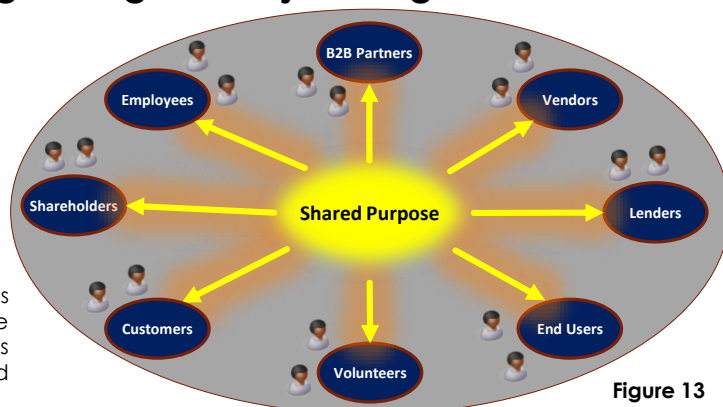 B2B Partners
Employees
Vendors
Shareholders
Shared Purpose
Lenders
s
e
Customers
End Users
s
d
Volunteers
Figure 13